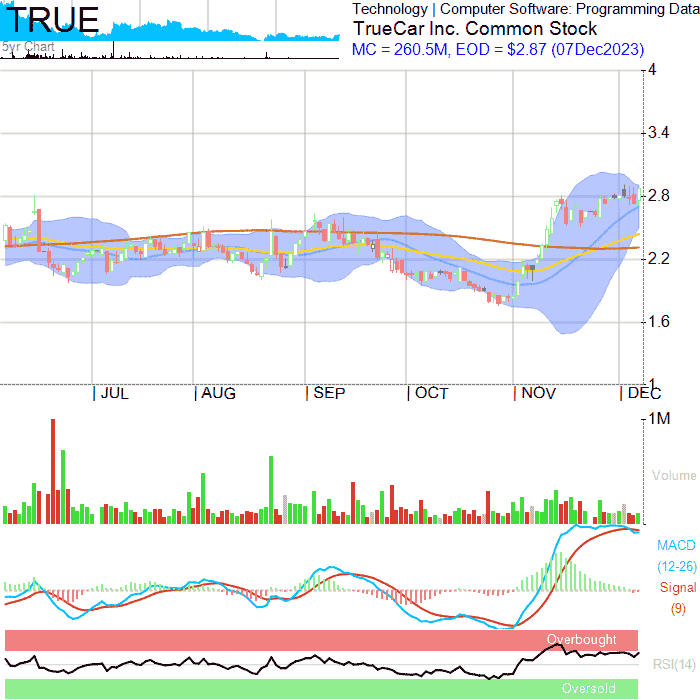 TRUE
5yr Chart
Technology | Computer Software: Programming Data
TrueCar Inc. Common Stock
MC = 260.5M, EOD = $2.87 (07Dec2023)
4
3.4
2.8
2.2
1.6
1
JUL
AUG
SEP
OCT
NOV
DEC
1M
Volume
MACD
(12-26)
Signal
(9)
Overbought
RSI(14)
Oversold